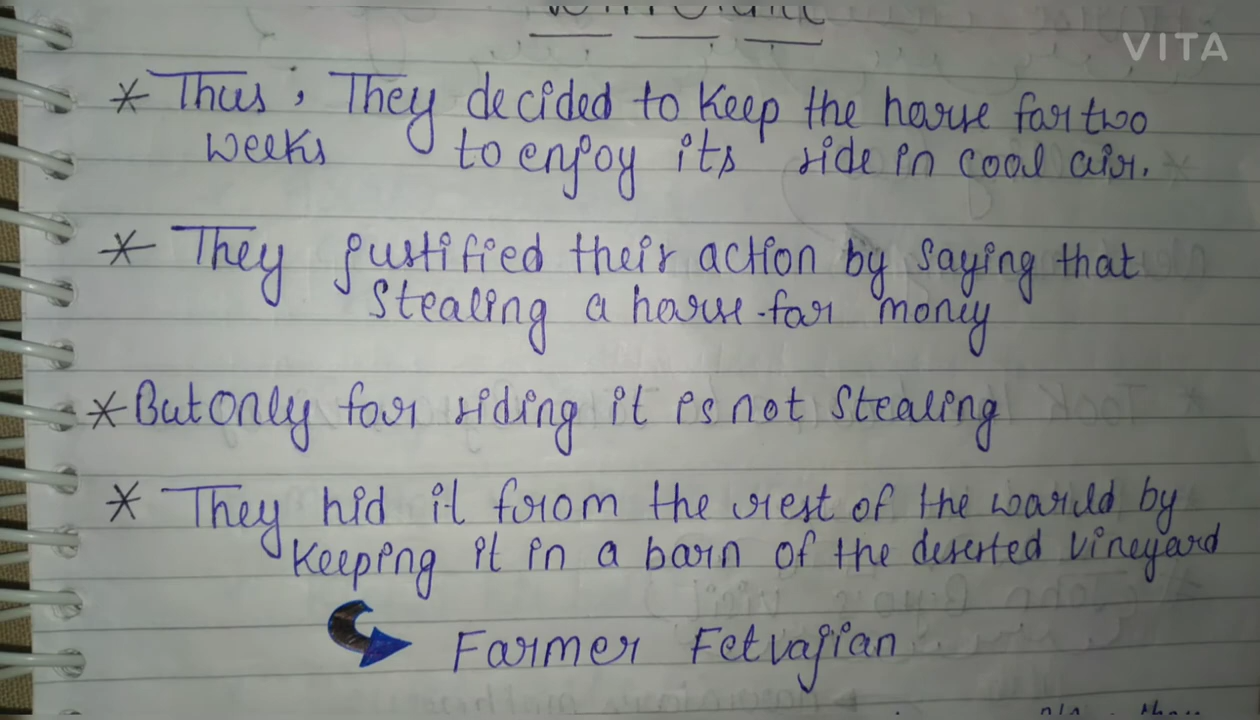 VITA
* Thus, They decided to keep the horse for two
weeks to enjoy its ride in cool air.
* They justified their action by saying that
Stealing a horse for money
* But only for riding it is not Stealing
* They hid it from the rest of the world by
keeping it in a barn of the deserted vineyard
Farmer Fetvajian